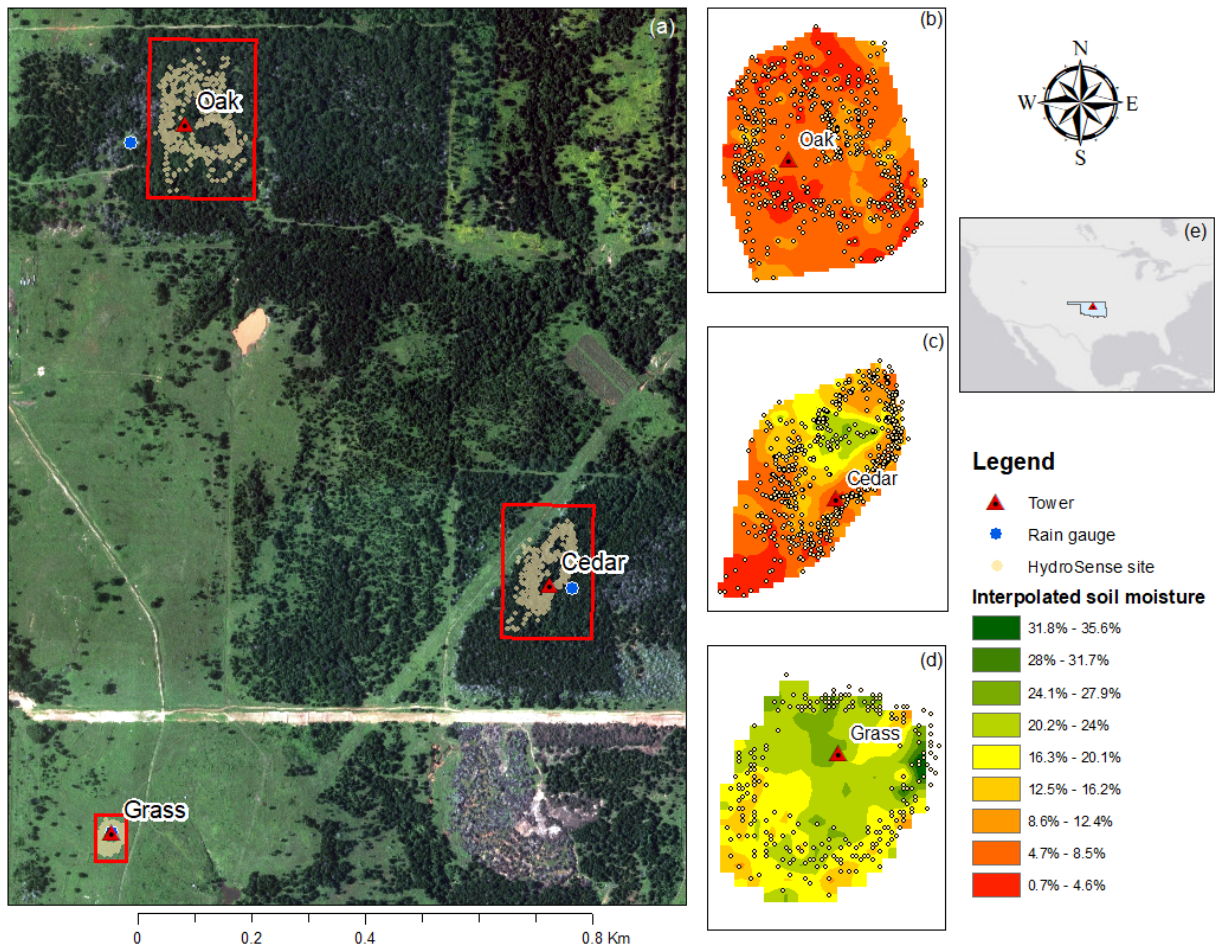 (a)
Oak
Cedar
Grass
0
0.2
0.4
0.8 Km
(b)
Oak
(c)
Cedar
(d)
Grass
N
W
E
S
(e)
Legend
Tower
Rain gauge
HydroSense site
Interpolated soil moisture
31.8% - 35.6%
28% - 31.7%
24.1% - 27.9%
20.2% - 24%
16.3% - 20.1%
12.5% - 16.2%
8.6% - 12.4%
4.7% - 8.5%
0.7% - 4.6%